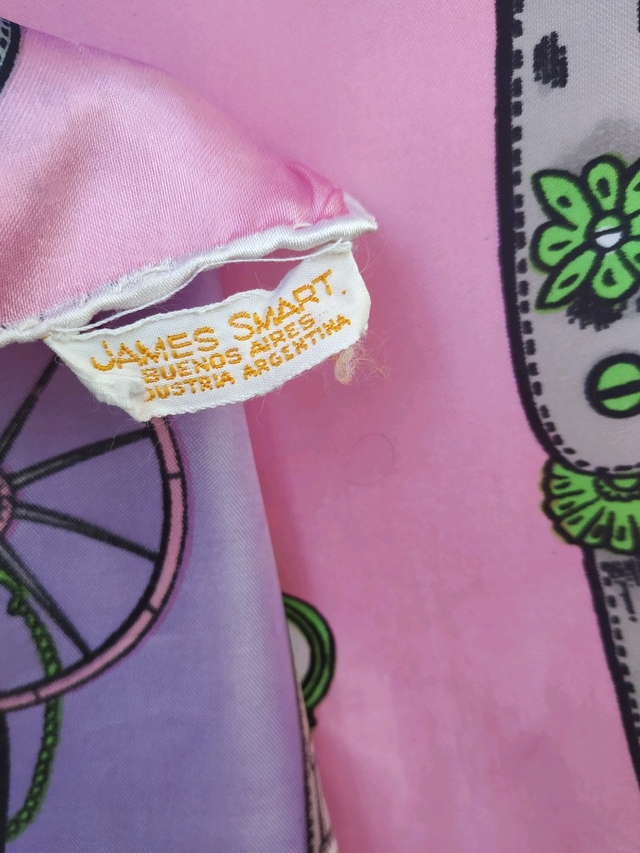 JAMES SMART.
BUENOS AIRES
DUSTRIA ARGENTINA